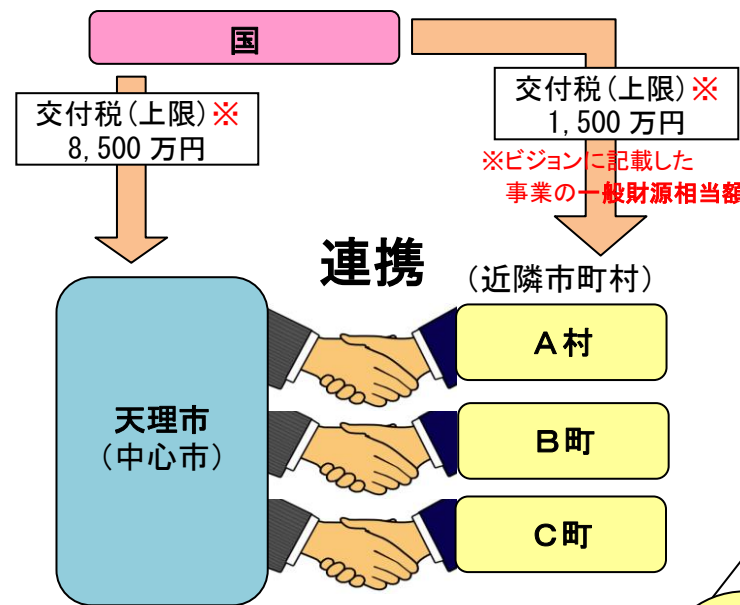 国
交付税(上限)※
8,500 万円
交付税(上限)※
1,500 万円
※ビジョンに記載した
事業の一般財源相当額
連携
(近隣市町村)
天理市
(中心市)
A村
B町
C町